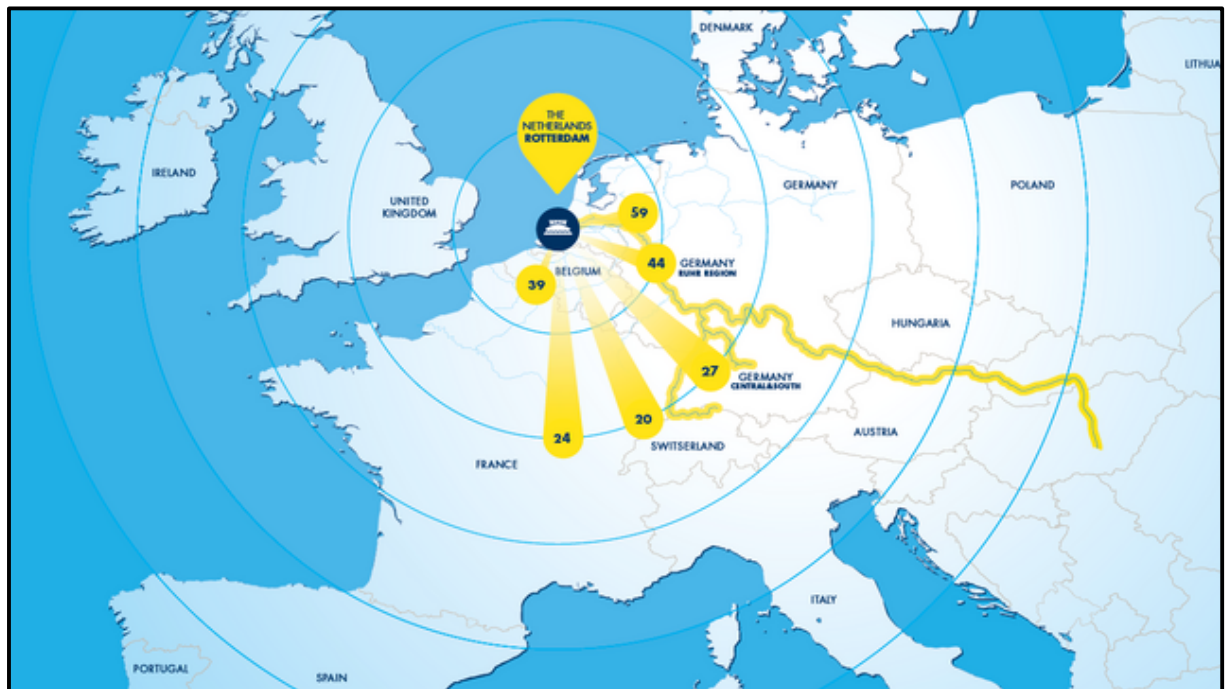 DENMARK
LITHUA
THE
NETHERLANDS
ROTTERDAM
IRELAND
UNITED
KINGDOM
GERMANY
POLAND
59
44
GERMANY
RUHR REGION
BELGIUM
39
HUNGARIA
27
GERMANY
CENTRAL&SOUTH
20
24
SWITSERLAND
AUSTRIA
FRANCE
ITALY
PORTUGAL
SPAIN